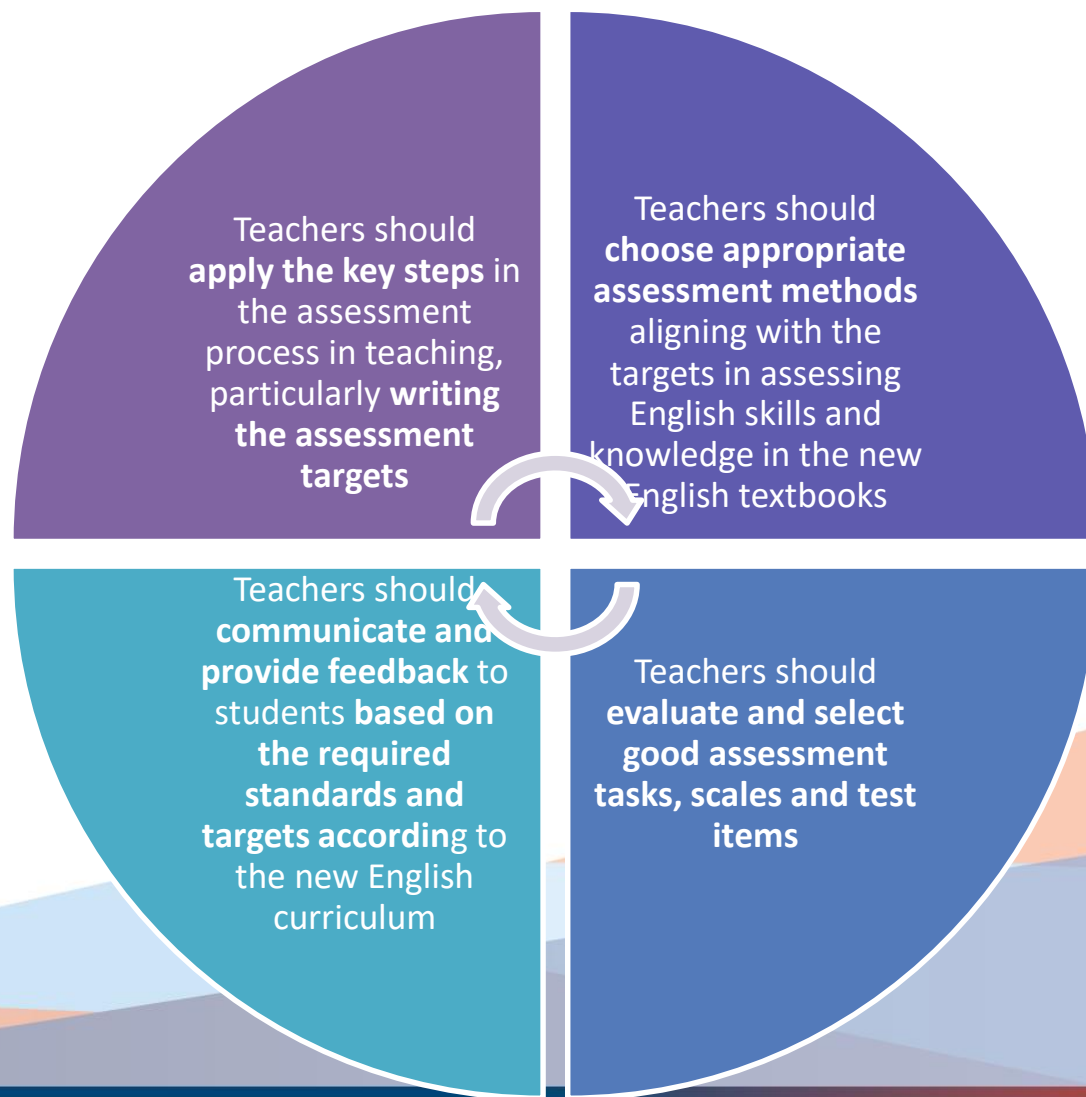 Teachers should
apply the key steps in
the assessment
process in teaching,
particularly writing
the assessment
targets
Teachers should
choose appropriate
assessment methods
aligning with the
targets in assessing
English skills and
knowledge in the new
English textbooks
Teachers should
communicate and
provide feedback to
students based on
the required
standards and
targets according to
the new English
curriculum
Teachers should
evaluate and select
good assessment
tasks, scales and test
items